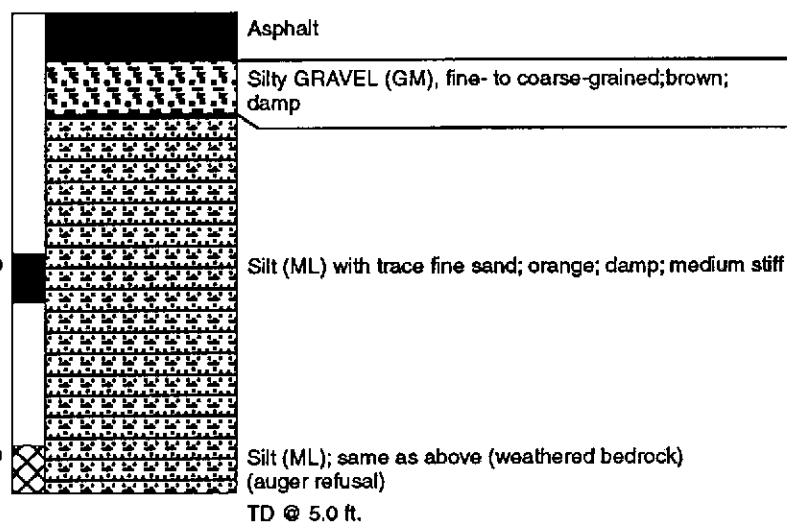 Asphalt
Silty GRAVEL (GM), fine- to coarse-grained;brown;
damp
Silt (ML) with trace fine sand; orange; damp; medium stiff
Silt (ML); same as above (weathered bedrock)
(auger refusal)
TD @ 5.0 ft.